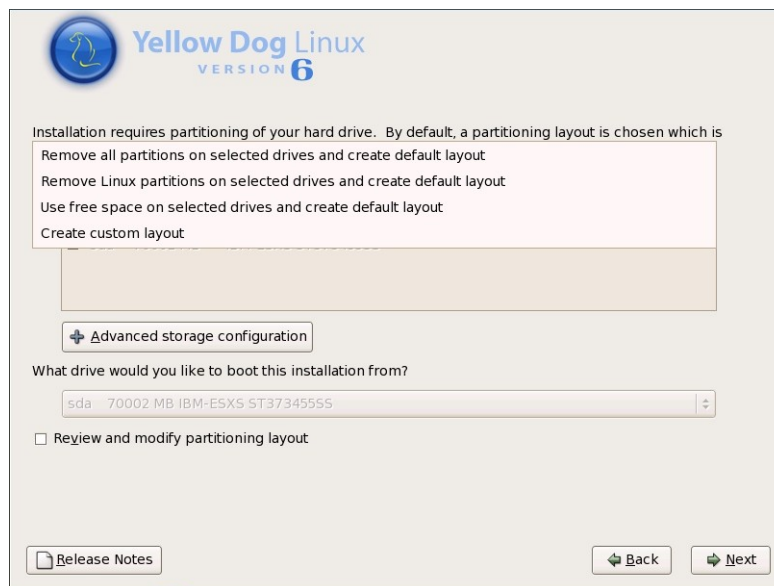 Yellow Dog Linux
VERSION 6
Installation requires partitioning of your hard drive. By default, a partitioning layout is chosen which is
Remove all partitions on selected drives and create default layout
Remove Linux partitions on selected drives and create default layout
Use free space on selected drives and create default layout
Create custom layout
Advanced storage configuration
What drive would you like to boot this installation from?
sda 70002 MB IBM-ESXS ST373455SS
Review and modify partitioning layout
Release Notes
Back
Next